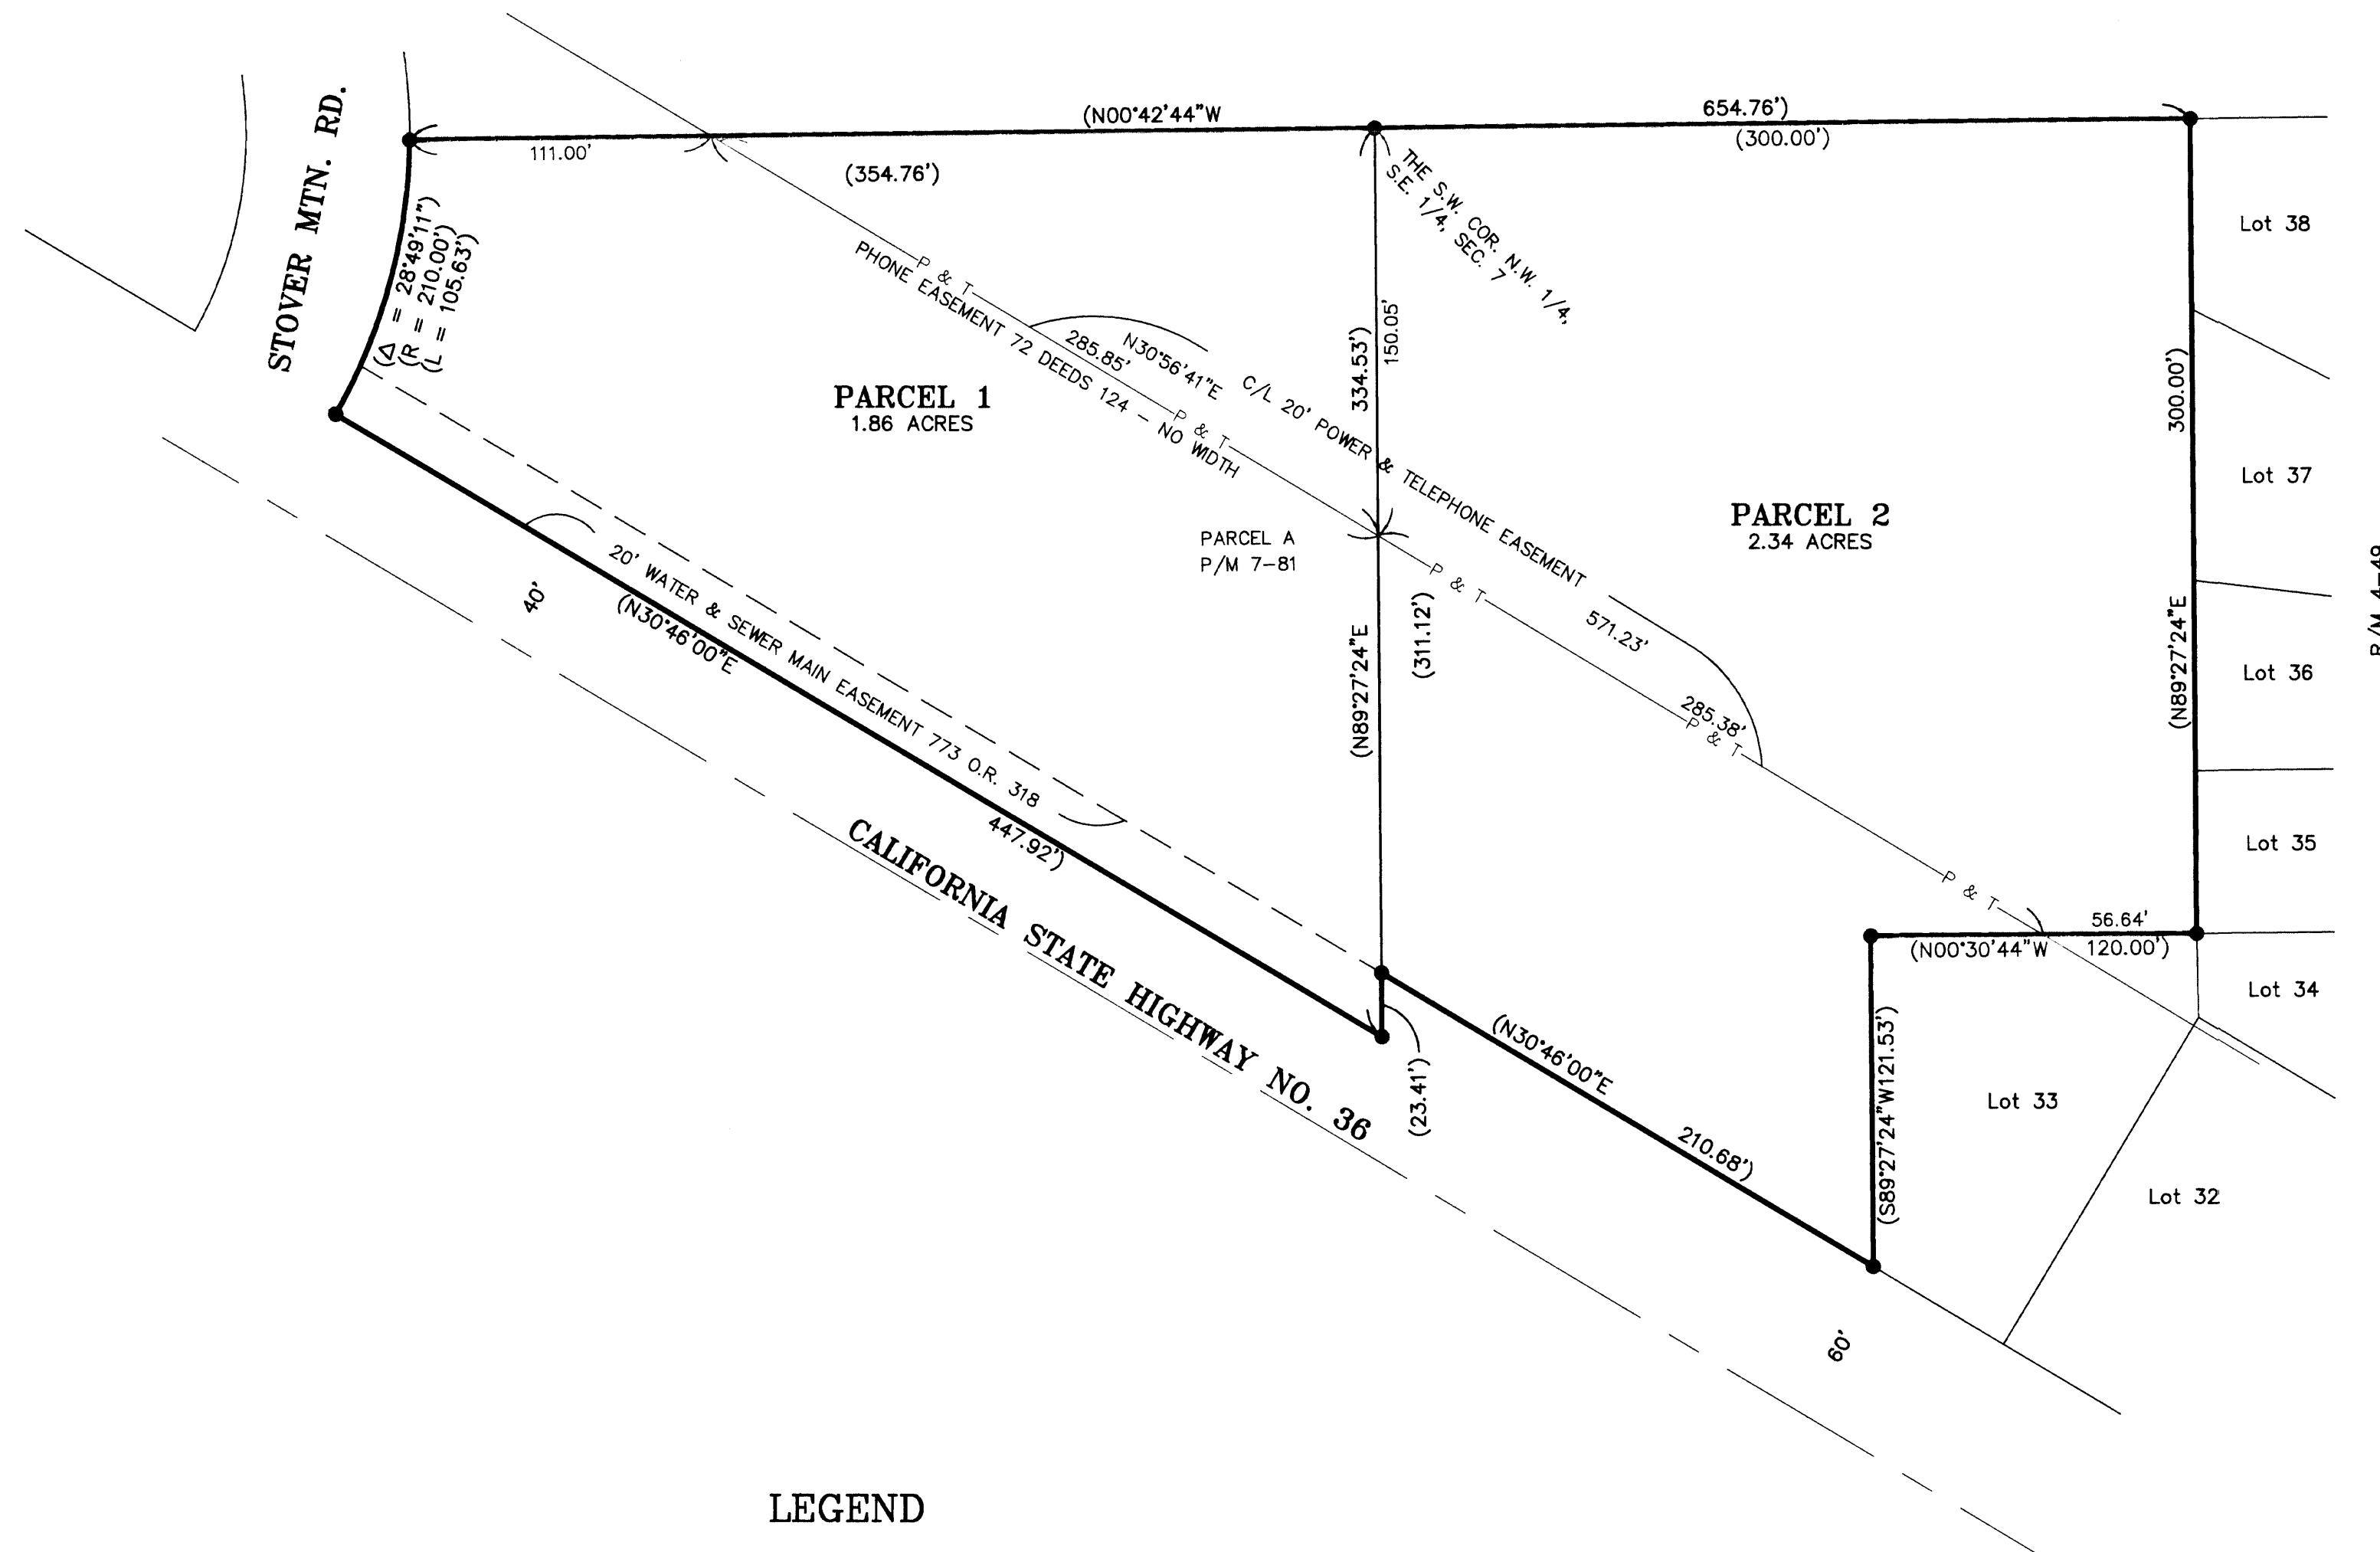 STOVER MTN. RD.
(N00°42'44"W
654.76')
(300.00')
111.00'
(354.76')
(Δ = 28°49'11")
(R = 210.00')
(L = 105.63')
THE S.W. COR. N.W. 1/4,
S.E. 1/4, SEC. 7
P & T
PHONE EASEMENT 72 DEEDS 124 – NO WIDTH
285.85'
N30°56'41"E
C/L 20' POWER & TELEPHONE EASEMENT
P & T
334.53')
150.05'
(N89°27'24"E
(311.12')
PARCEL 1
1.86 ACRES
PARCEL A
P/M 7-81
P & T
571.23'
285.38'
P & T
P & T
PARCEL 2
2.34 ACRES
300.00')
(N89°27'24"E
Lot 38
Lot 37
Lot 36
Lot 35
Lot 34
Lot 33
Lot 32
R/M 4-49
56.64'
(N00°30'44"W 120.00')
(S89°27'24"W121.53')
20' WATER & SEWER MAIN EASEMENT 773 O.R. 318
40'
(N30°46'00"E
447.92')
CALIFORNIA STATE HIGHWAY NO. 36
(23.41')
(N30°46'00"E
210.68')
60'
LEGEND